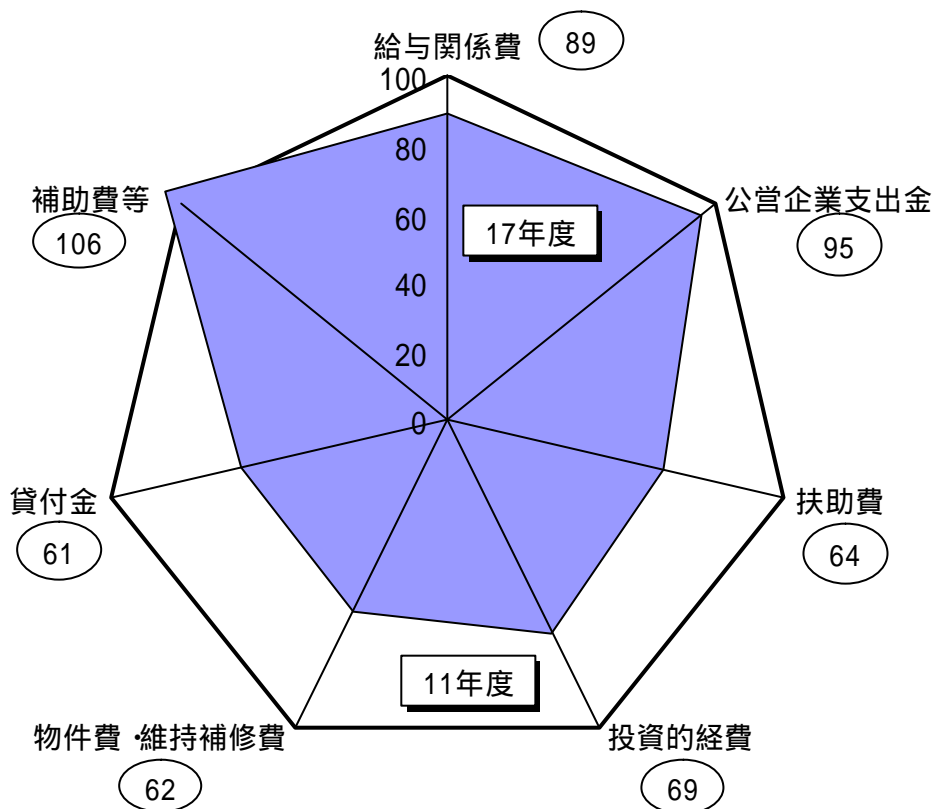 給与関係費
89
100
80
60
40
20
0
17年度
公営企業支出金
95
補助費等
106
扶助費
64
貸付金
61
11年度
投資的経費
69
物件費・維持補修費
62